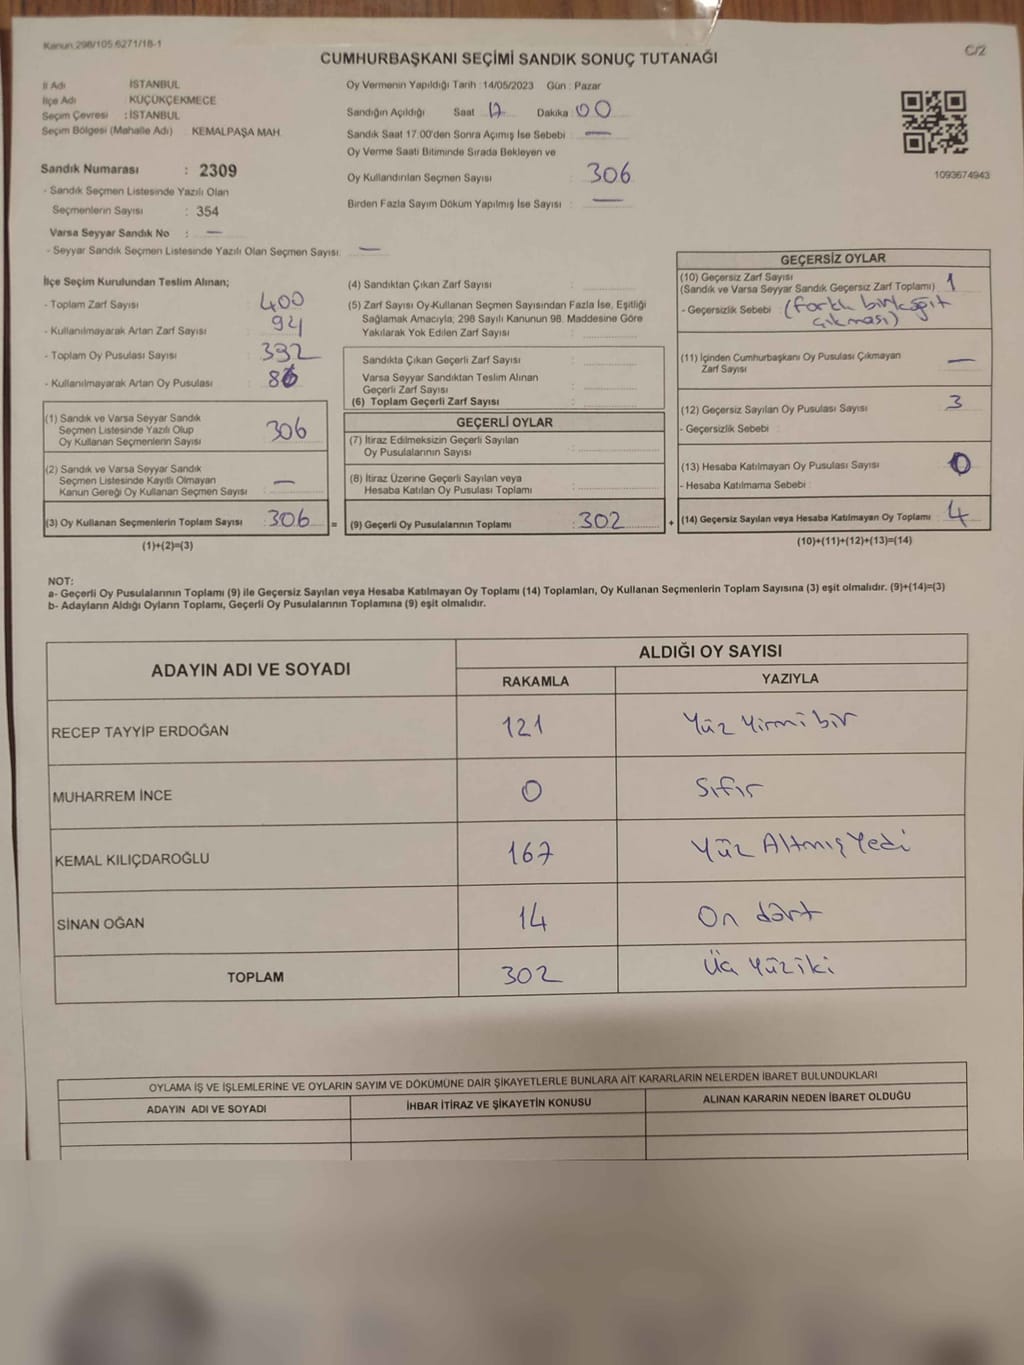 Kanun 298/105 6271/18-1
C/2
CUMHURBAŞKANI SEÇİMİ SANDIK SONUÇ TUTANAĞI
İl Adı İSTANBUL
İlçe Adı KÜÇÜKÇEKMECE
Seçim Çevresi : İSTANBUL
Seçim Bölgesi (Mahalle Adı) KEMALPAŞA MAH.
Sandık Numarası : 2309
- Sandık Seçmen Listesinde Yazılı Olan
Seçmenlerin Sayısı : 354
Varsa Seyyar Sandık No : —
- Seyyar Sandık Seçmen Listesinde Yazılı Olan Seçmen Sayısı: —
Oy Vermenin Yapıldığı Tarih : 14/05/2023 Gün : Pazar
Sandığın Açıldığı Saat 17 Dakika : 00
Sandık Saat 17:00'den Sonra Açımış İse Sebebi : —
Oy Verme Saati Bitiminde Sırada Bekleyen ve
Oy Kullandırılan Seçmen Sayısı : 306
Birden Fazla Sayım Döküm Yapılmış İse Sayısı : —
1093674943
İlçe Seçim Kurulundan Teslim Alınan;
- Toplam Zarf Sayısı : 400
- Kullanılmayarak Artan Zarf Sayısı : 94
- Toplam Oy Pusulası Sayısı : 392
- Kullanılmayarak Artan Oy Pusulası : 86
(1) Sandık ve Varsa Seyyar Sandık
Seçmen Listesinde Yazılı Olup
Oy Kullanan Seçmenlerin Sayısı : 306
(2) Sandık ve Varsa Seyyar Sandık
Seçmen Listesinde Kayıtlı Olmayan
Kanun Gereği Oy Kullanan Seçmen Sayısı : —
(3) Oy Kullanan Seçmenlerin Toplam Sayısı : 306 =
(1)+(2)=(3)
(4) Sandıktan Çıkan Zarf Sayısı :
(5) Zarf Sayısı Oy Kullanan Seçmen Sayısından Fazla İse, Eşitliği
Sağlamak Amacıyla; 298 Sayılı Kanunun 98. Maddesine Göre
Yakılarak Yok Edilen Zarf Sayısı :
Sandıkta Çıkan Geçerli Zarf Sayısı :
Varsa Seyyar Sandıktan Teslim Alınan
Geçerli Zarf Sayısı :
(6) Toplam Geçerli Zarf Sayısı :
GEÇERLİ OYLAR
(7) İtiraz Edilmeksizin Geçerli Sayılan
Oy Pusulalarının Sayısı :
(8) İtiraz Üzerine Geçerli Sayılan veya
Hesaba Katılan Oy Pusulası Toplamı :
(9) Geçerli Oy Pusulalarının Toplamı : 302 +
GEÇERSİZ OYLAR
(10) Geçersiz Zarf Sayısı
(Sandık ve Varsa Seyyar Sandık Geçersiz Zarf Toplamı) : 1
- Geçersizlik Sebebi : (farklı bir kağıt
çıkması)
(11) İçinden Cumhurbaşkanı Oy Pusulası Çıkmayan
Zarf Sayısı : —
(12) Geçersiz Sayılan Oy Pusulası Sayısı : 3
- Geçersizlik Sebebi :
(13) Hesaba Katılmayan Oy Pusulası Sayısı : 0
- Hesaba Katılmama Sebebi :
(14) Geçersiz Sayılan veya Hesaba Katılmayan Oy Toplamı : 4
(10)+(11)+(12)+(13)=(14)
NOT:
a- Geçerli Oy Pusulalarının Toplamı (9) ile Geçersiz Sayılan veya Hesaba Katılmayan Oy Toplamı (14) Toplamları, Oy Kullanan Seçmenlerin Toplam Sayısına (3) eşit olmalıdır. (9)+(14)=(3)
b- Adayların Aldığı Oyların Toplamı, Geçerli Oy Pusulalarının Toplamına (9) eşit olmalıdır.
ADAYIN ADI VE SOYADI
ALDIĞI OY SAYISI
RAKAMLA YAZIYLA
RECEP TAYYİP ERDOĞAN 121 Yüz Yirmi bir
MUHARREM İNCE 0 Sıfır
KEMAL KILIÇDAROĞLU 167 Yüz Altmış Yedi
SİNAN OĞAN 14 On dört
TOPLAM 302 Üç Yüz iki
OYLAMA İŞ VE İŞLEMLERİNE VE OYLARIN SAYIM VE DÖKÜMÜNE DAİR ŞİKAYETLERLE BUNLARA AİT KARARLARIN NELERDEN İBARET BULUNDUKLARI
ADAYIN ADI VE SOYADI İHBAR İTİRAZ VE ŞİKAYETİN KONUSU ALINAN KARARIN NEDEN İBARET OLDUĞU